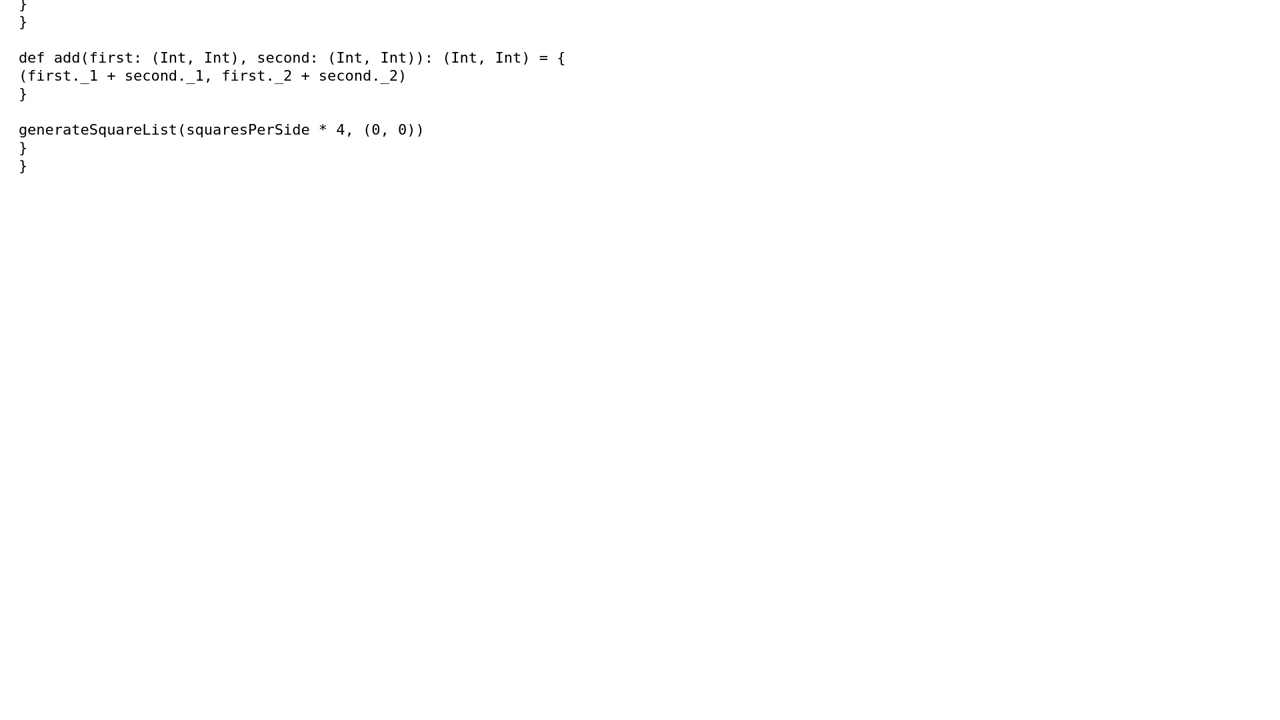 }
}

def add(first: (Int, Int), second: (Int, Int)): (Int, Int) = {
(first._1 + second._1, first._2 + second._2)
}

generateSquareList(squaresPerSide * 4, (0, 0))
}
}